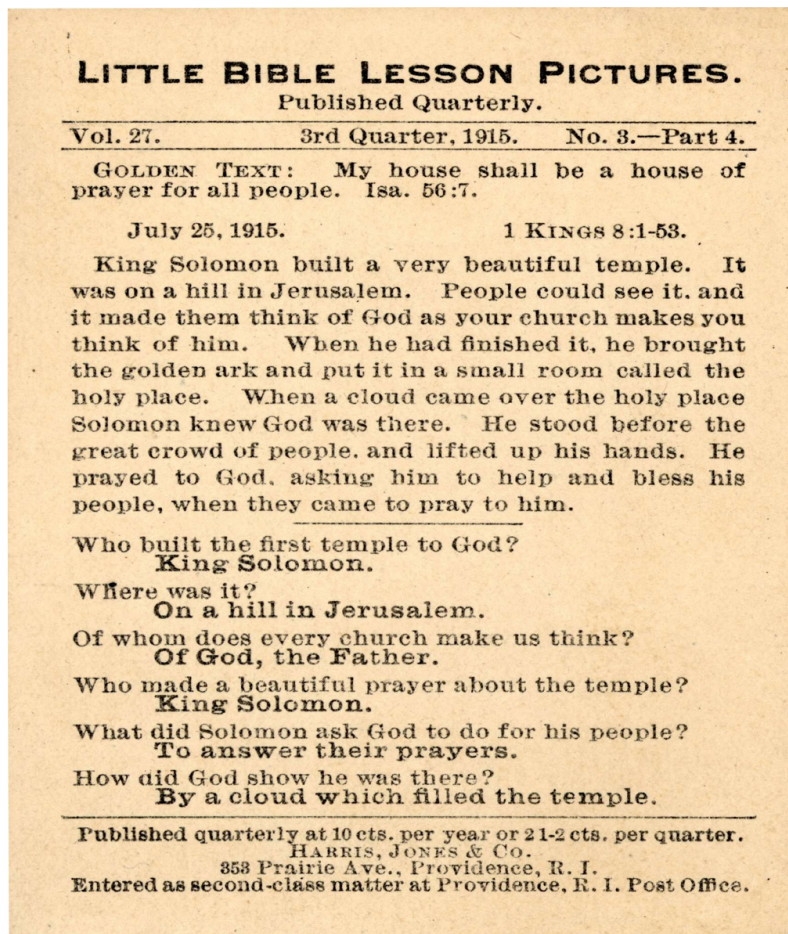 LITTLE BIBLE LESSON PICTURES.
Published Quarterly.
Vol. 27. 3rd Quarter, 1915. No. 3.—Part 4.
GOLDEN TEXT: My house shall be a house of
prayer for all people. Isa. 56:7.
July 25, 1915. 1 KINGS 8:1-53.
King Solomon built a very beautiful temple. It
was on a hill in Jerusalem. People could see it, and
it made them think of God as your church makes you
think of him. When he had finished it, he brought
the golden ark and put it in a small room called the
holy place. When a cloud came over the holy place
Solomon knew God was there. He stood before the
great crowd of people, and lifted up his hands. He
prayed to God, asking him to help and bless his
people, when they came to pray to him.
Who built the first temple to God?
King Solomon.
Where was it?
On a hill in Jerusalem.
Of whom does every church make us think?
Of God, the Father.
Who made a beautiful prayer about the temple?
King Solomon.
What did Solomon ask God to do for his people?
To answer their prayers.
How did God show he was there?
By a cloud which filled the temple.
Published quarterly at 10 cts. per year or 2 1-2 cts. per quarter.
HARRIS, JONES & CO.
353 Prairie Ave., Providence, R. I.
Entered as second-class matter at Providence, R. I. Post Office.